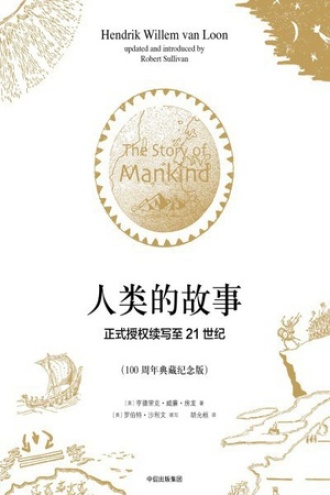 Hendrik Willem van Loon
updated and introduced by
Robert Sullivan
The Story of
Mankind
人类的故事
正式授权续写至 21 世纪
(100 周年典藏纪念版)
[美] 亨德里克·威廉·房龙 著
[美] 罗伯特·沙利文 续写 胡允桓 译
中信出版集团